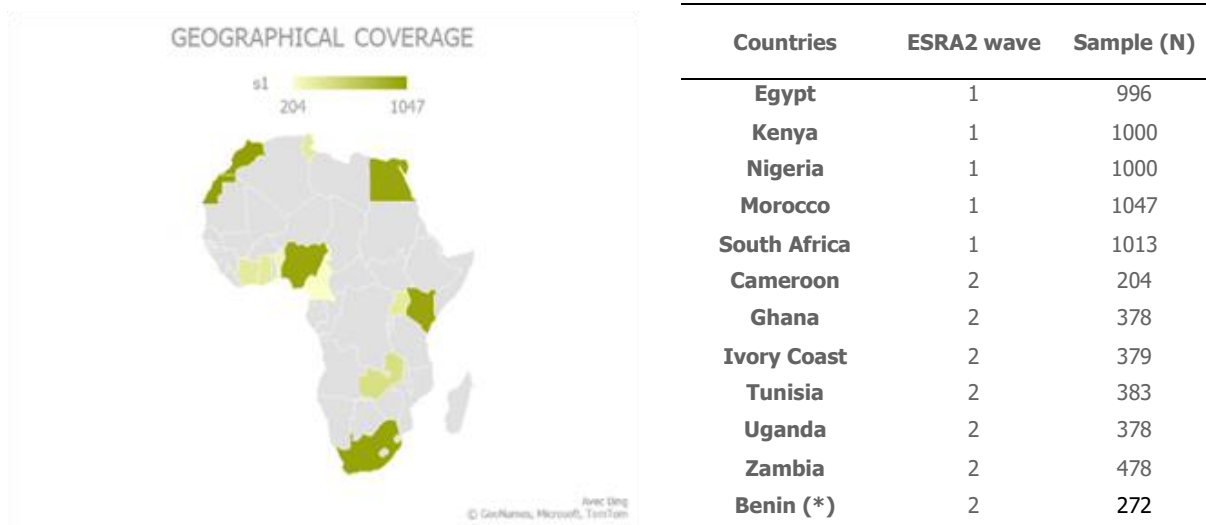 GEOGRAPHICAL COVERAGE
s1
204 1047
Avec Bing
© GeoNames, Microsoft, TomTom
Countries ESRA2 wave Sample (N)
Egypt 1 996
Kenya 1 1000
Nigeria 1 1000
Morocco 1 1047
South Africa 1 1013
Cameroon 2 204
Ghana 2 378
Ivory Coast 2 379
Tunisia 2 383
Uganda 2 378
Zambia 2 478
Benin (*) 2 272